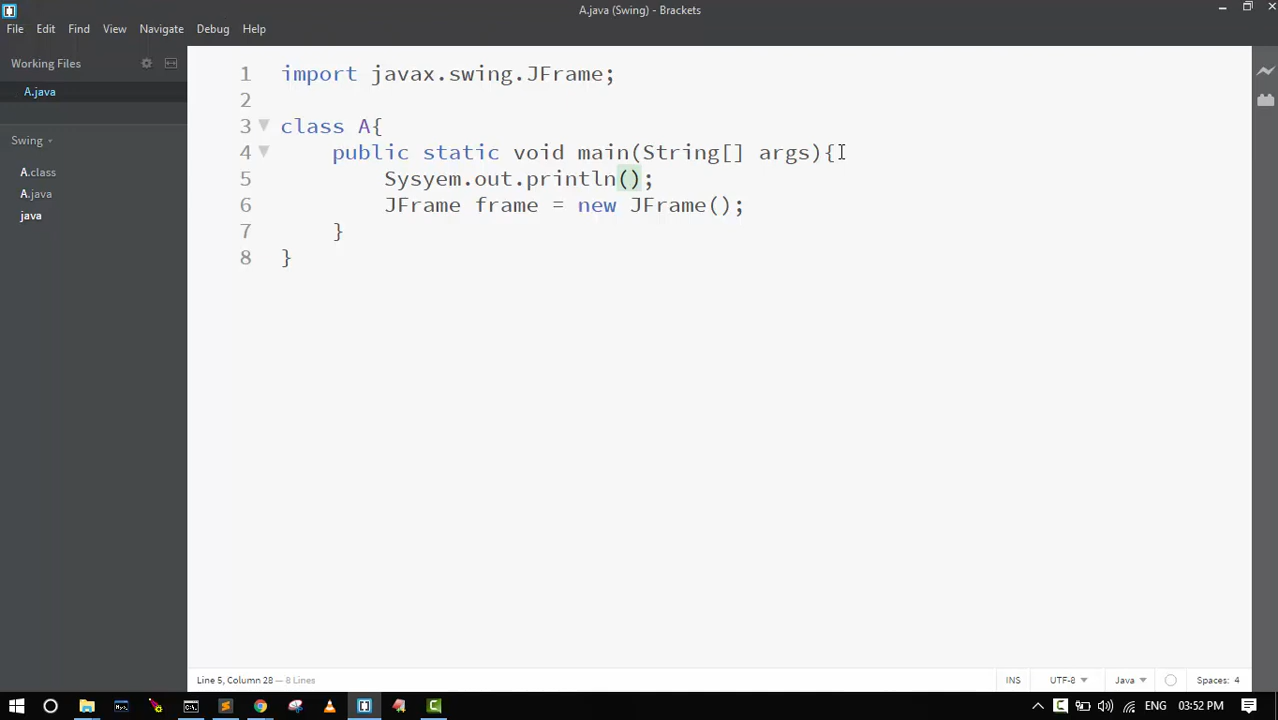 A.java (Swing) - Brackets
File Edit Find View Navigate Debug Help
Working Files
A.java
Swing
A.class
A.java
java
1 import javax.swing.JFrame;
2
3 class A{
4 public static void main(String[] args){
5 Sysyem.out.println();
6 JFrame frame = new JFrame();
7 }
8 }
Line 5, Column 28 — 8 Lines
INS UTF-8 Java Spaces: 4
ENG 03:52 PM